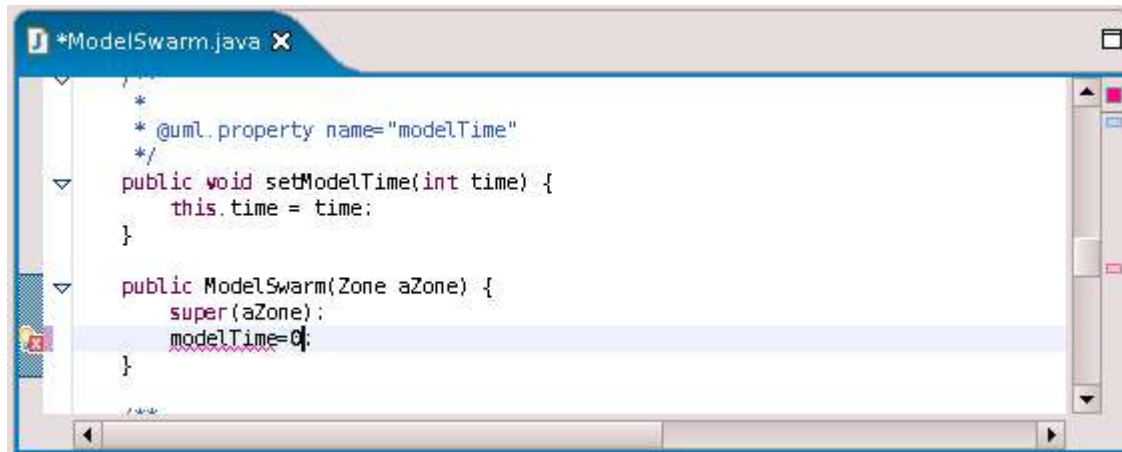 *ModelSwarm.java
/**
*
* @uml.property name="modelTime"
*/
public void setModelTime(int time) {
this.time = time;
}
public ModelSwarm(Zone aZone) {
super(aZone);
modelTime=0;
}
/**